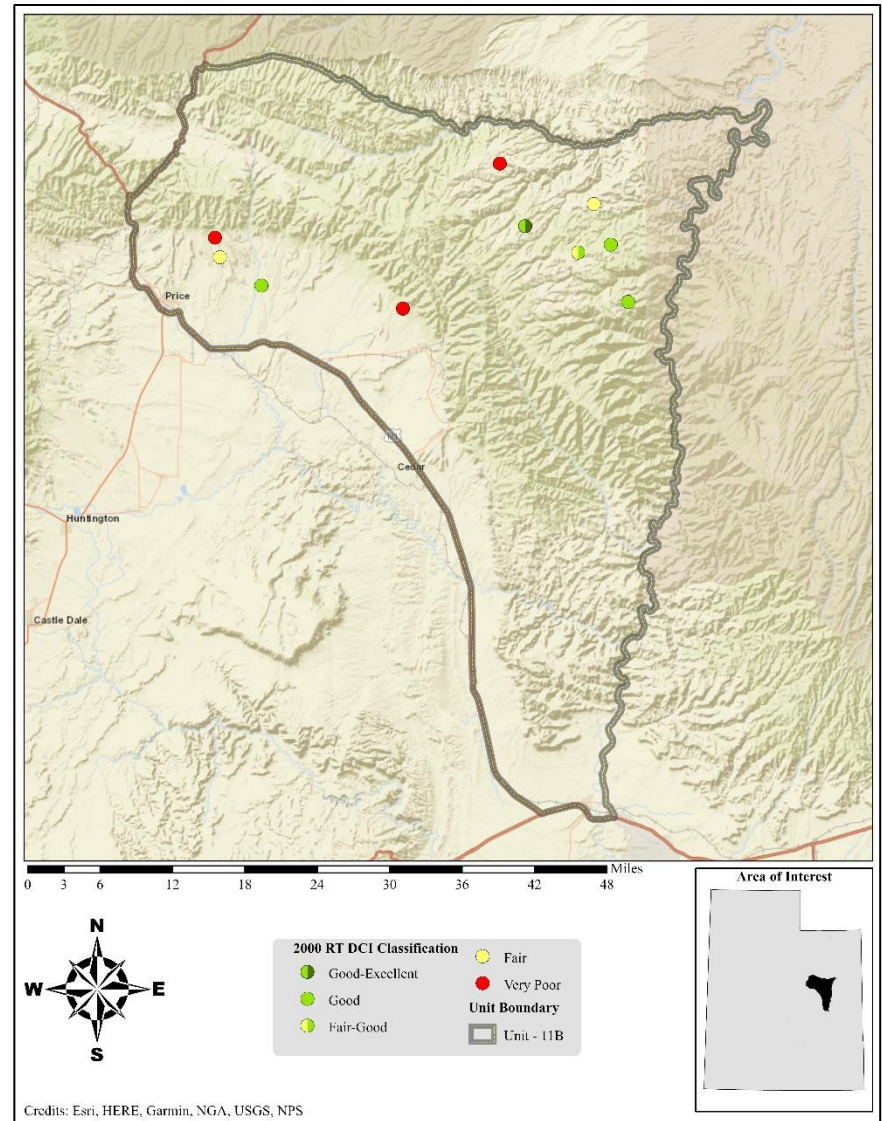 Price
Cedar
Huntington
Castle Dale
Miles
0 3 6 12 18 24 30 36 42 48
Area of Interest
N
W E
S
2000 RT DCI Classification
Good-Excellent
Good
Fair-Good
Fair
Very Poor
Unit Boundary
Unit - 11B
Credits: Esri, HERE, Garmin, NGA, USGS, NPS